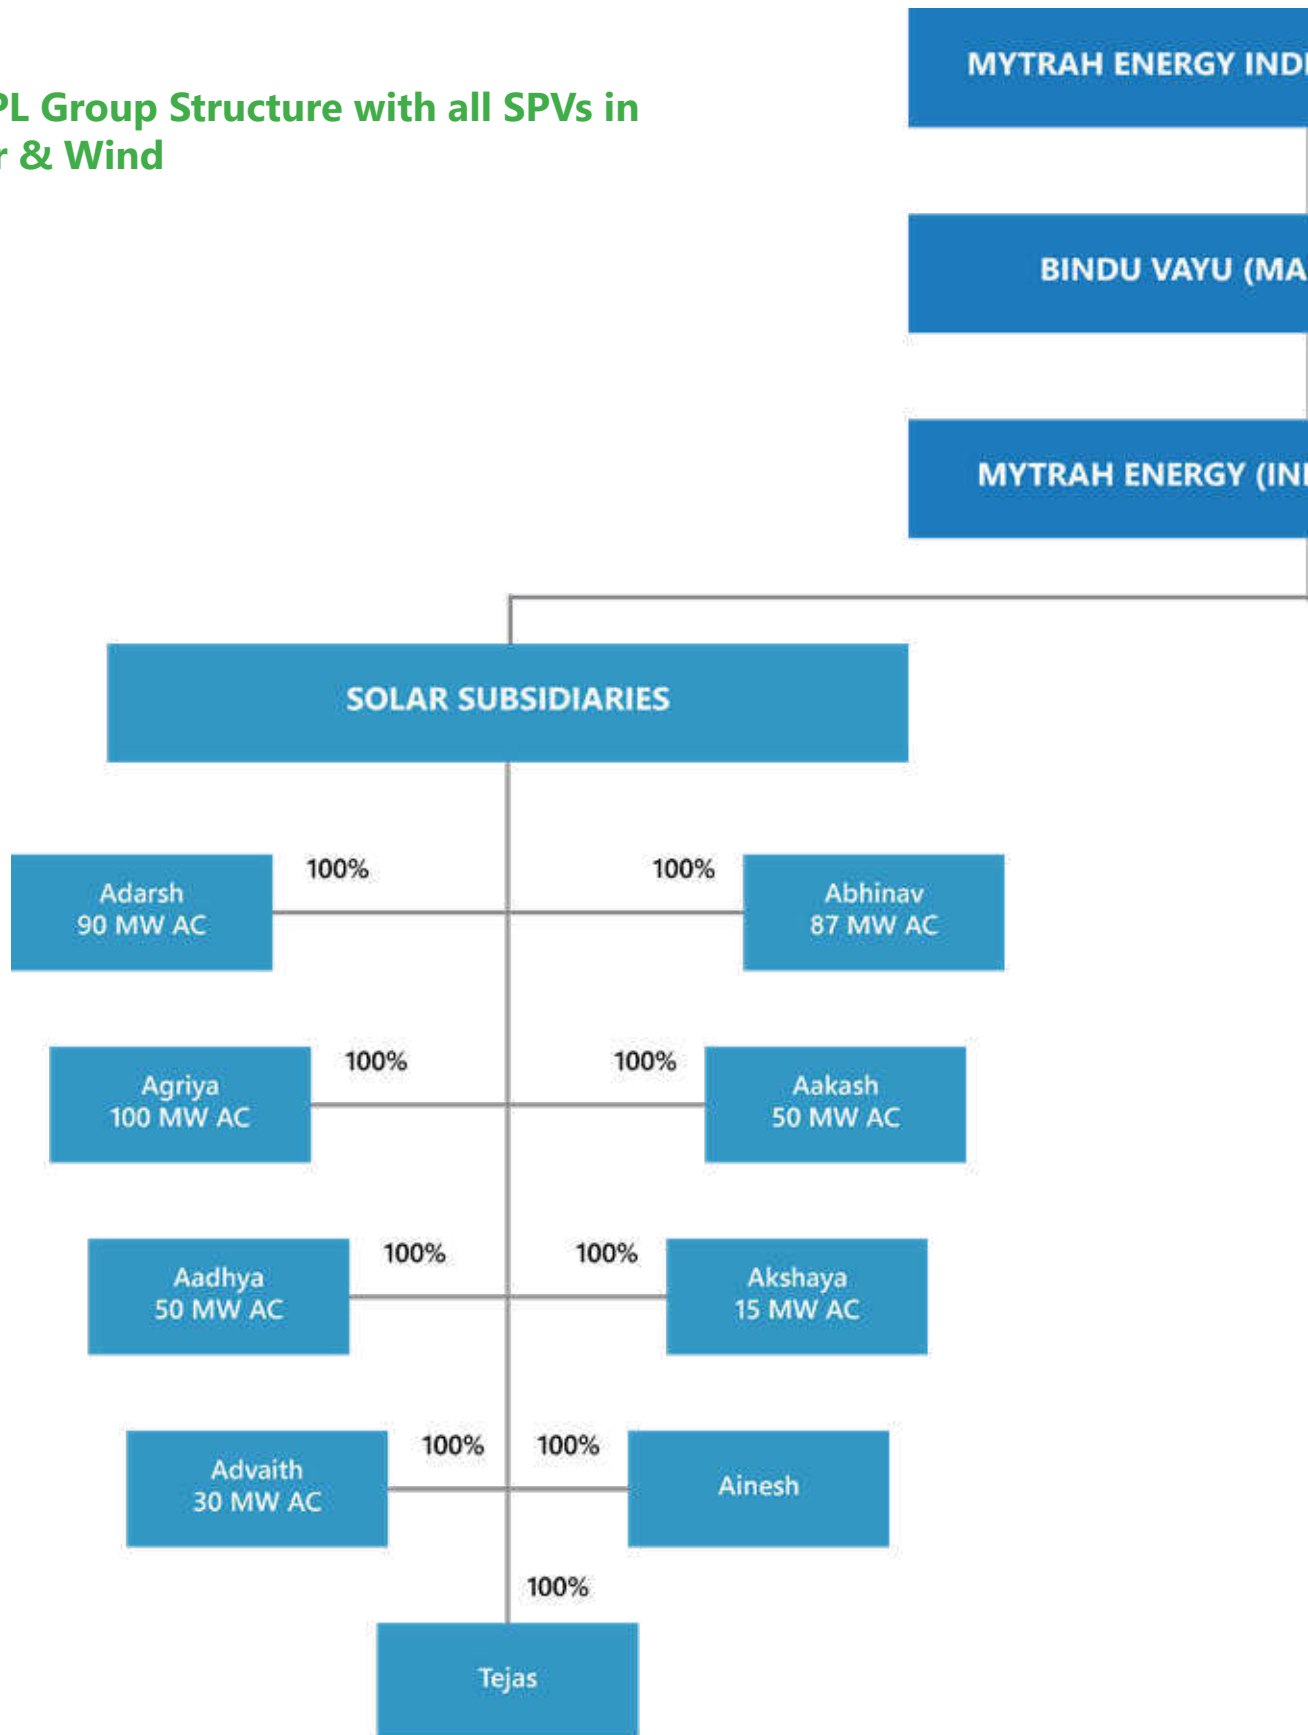 PL Group Structure with all SPVs in
r & Wind
MYTRAH ENERGY INDI
BINDU VAYU (MA
MYTRAH ENERGY (IN
SOLAR SUBSIDIARIES
100%
100%
Adarsh
90 MW AC
Abhinav
87 MW AC
100%
100%
Agriya
100 MW AC
Aakash
50 MW AC
100%
100%
Aadhya
50 MW AC
Akshaya
15 MW AC
100%
100%
Advaith
30 MW AC
Ainesh
100%
Tejas